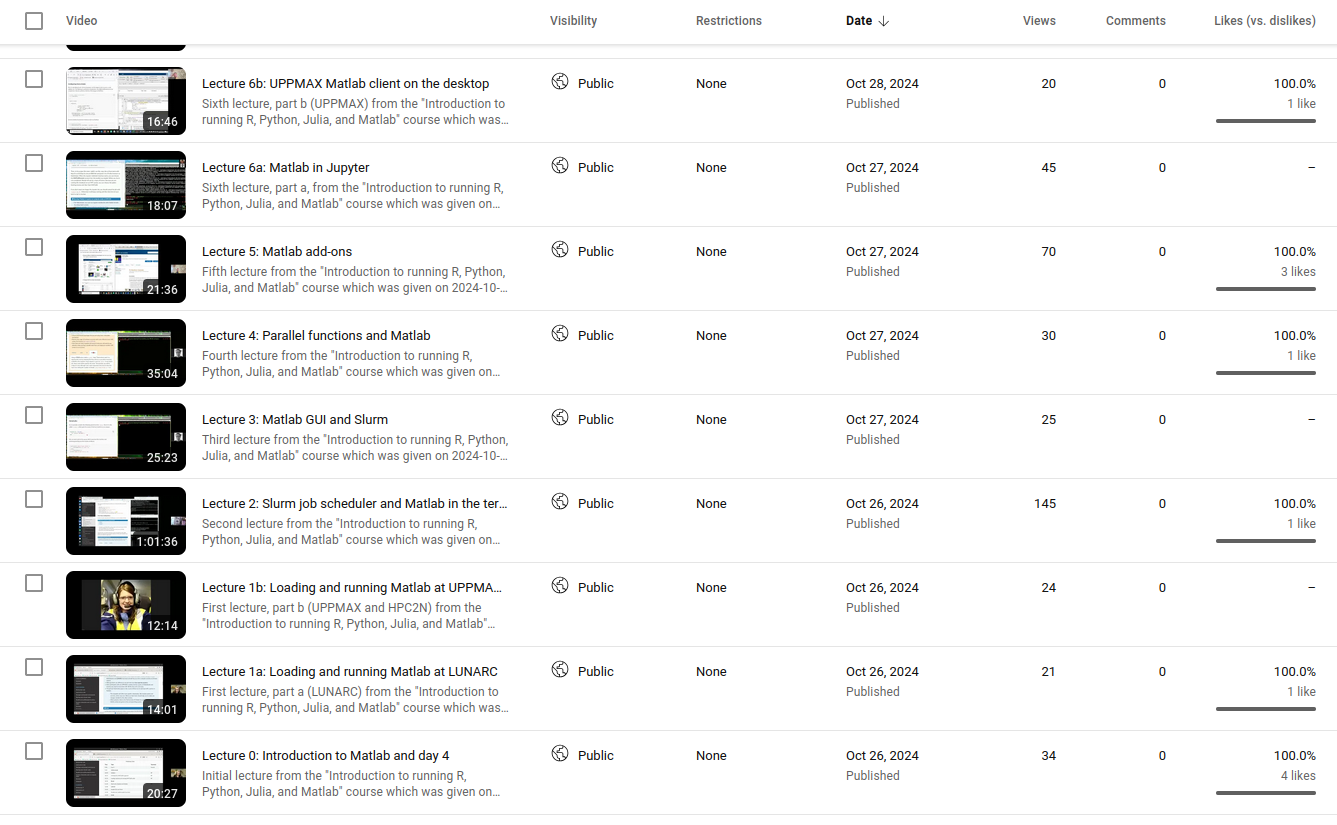 Video Visibility Restrictions Date ↓ Views Comments Likes (vs. dislikes)
Lecture 6b: UPPMAX Matlab client on the desktop Public None Oct 28, 2024 20 0 100.0%
Sixth lecture, part b (UPPMAX) from the "Introduction to Published 1 like
running R, Python, Julia, and Matlab" course which was…
16:46
Lecture 6a: Matlab in Jupyter Public None Oct 27, 2024 45 0 –
Sixth lecture, part a, from the "Introduction to running R, Published
Python, Julia, and Matlab" course which was given on…
18:07
Lecture 5: Matlab add-ons Public None Oct 27, 2024 70 0 100.0%
Fifth lecture from the "Introduction to running R, Python, Published 3 likes
Julia, and Matlab" course which was given on 2024-10-…
21:36
Lecture 4: Parallel functions and Matlab Public None Oct 27, 2024 30 0 100.0%
Fourth lecture from the "Introduction to running R, Published 1 like
Python, Julia, and Matlab" course which was given on…
35:04
Lecture 3: Matlab GUI and Slurm Public None Oct 27, 2024 25 0 –
Third lecture from the "Introduction to running R, Python, Published
Julia, and Matlab" course which was given on 2024-10-…
25:23
Lecture 2: Slurm job scheduler and Matlab in the ter… Public None Oct 26, 2024 145 0 100.0%
Second lecture from the "Introduction to running R, Published 1 like
Python, Julia, and Matlab" course which was given on…
1:01:36
Lecture 1b: Loading and running Matlab at UPPMA… Public None Oct 26, 2024 24 0 –
First lecture, part b (UPPMAX and HPC2N) from the Published
"Introduction to running R, Python, Julia, and Matlab"…
12:14
Lecture 1a: Loading and running Matlab at LUNARC Public None Oct 26, 2024 21 0 100.0%
First lecture, part a (LUNARC) from the "Introduction to Published 1 like
running R, Python, Julia, and Matlab" course which was…
14:01
Lecture 0: Introduction to Matlab and day 4 Public None Oct 26, 2024 34 0 100.0%
Initial lecture from the "Introduction to running R, Published 4 likes
Python, Julia, and Matlab" course which was given on…
20:27